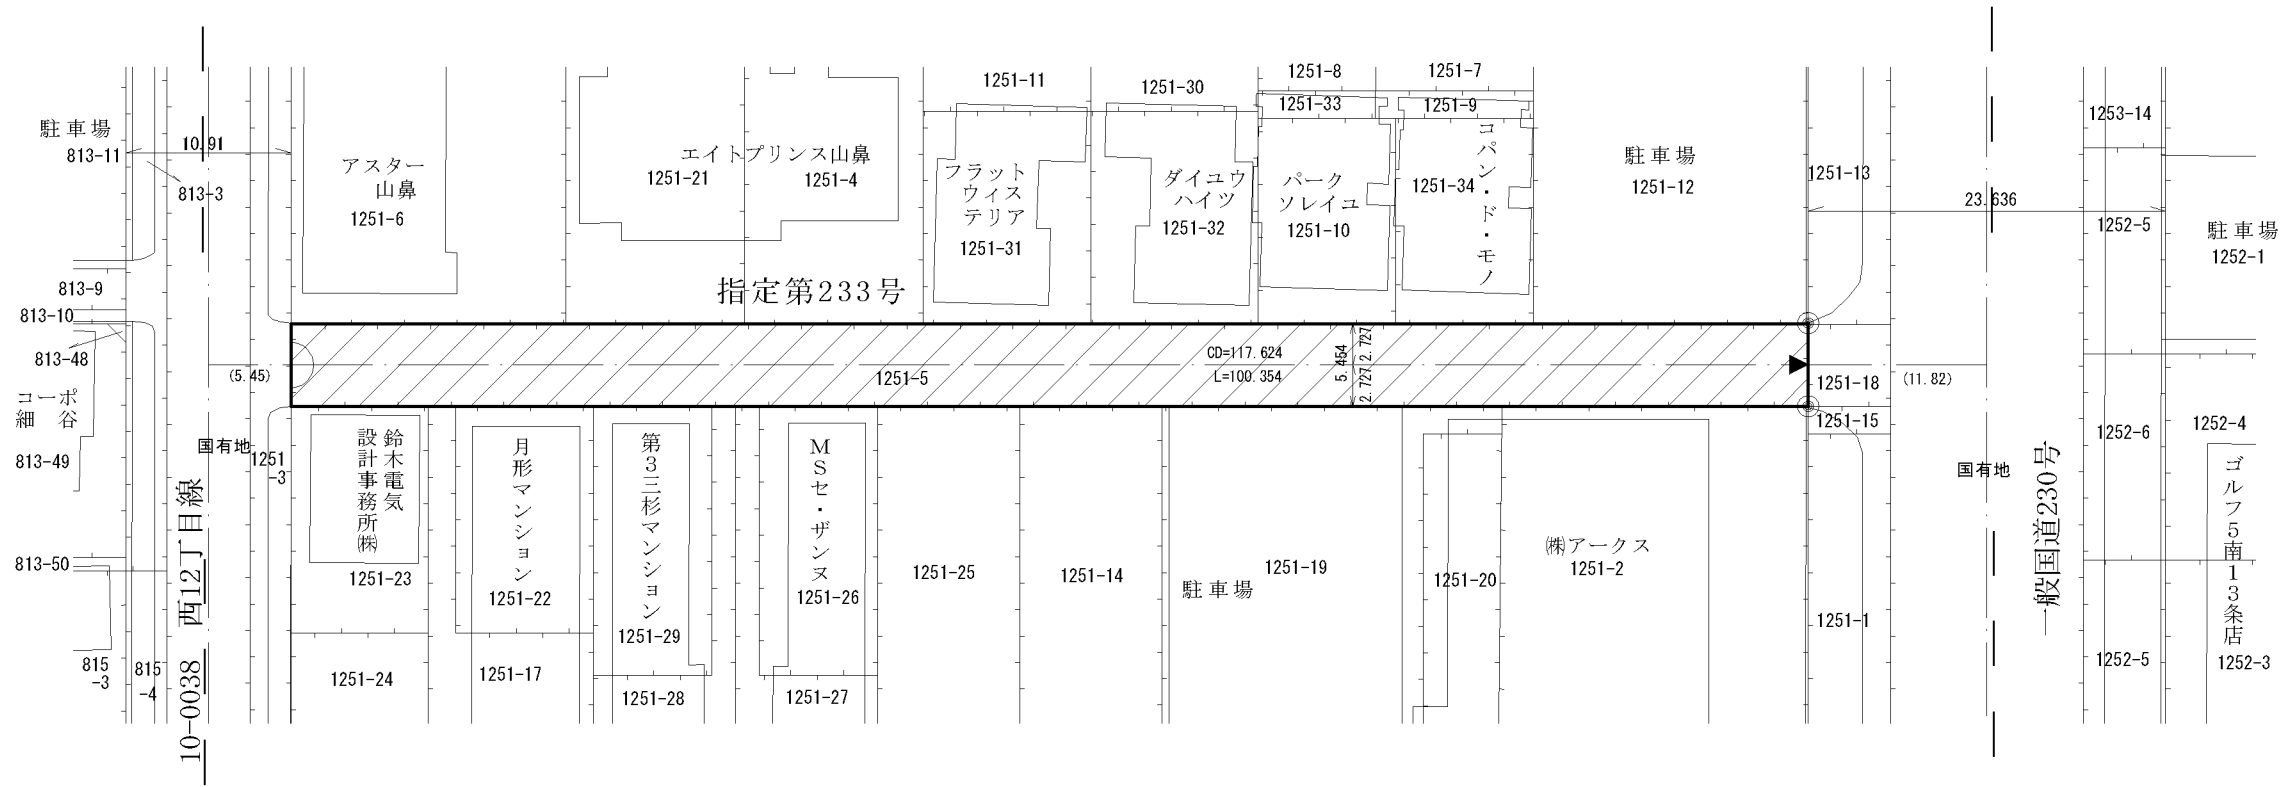 駐車場
813-11
10.91
813-3
アスター
山鼻
1251-6
エイトプリンス山鼻
1251-21
1251-4
1251-11
フラット
ウィス
テリア
1251-31
1251-30
ダイユウ
ハイツ
1251-32
1251-8
1251-33
パーク
ソレイユ
1251-10
1251-7
1251-9
コパン・ド・モノ
1251-34
駐車場
1251-12
1251-13
23.636
1253-14
1252-5
駐車場
1252-1
813-9
813-10
813-48
指定第233号
(5.45)
1251-5
CD=117.624
L=100.354
5.454
2.727
2.727
1251-18
(11.82)
1251-15
コーポ
細谷
813-49
国有地
1251
-3
鈴木電気
設計事務所㈱
1251-23
月形マンション
1251-22
第3三杉マンション
1251-29
MSセ・ザンヌ
1251-26
1251-25
1251-14
駐車場
1251-19
1251-20
㈱アークス
1251-2
1251-1
国有地
一般国道230号
1252-6
1252-4
ゴルフ5南13条店
1252-3
1252-5
813-50
815
-3
815
-4
10-0038 西12丁目線
1251-24
1251-17
1251-28
1251-27